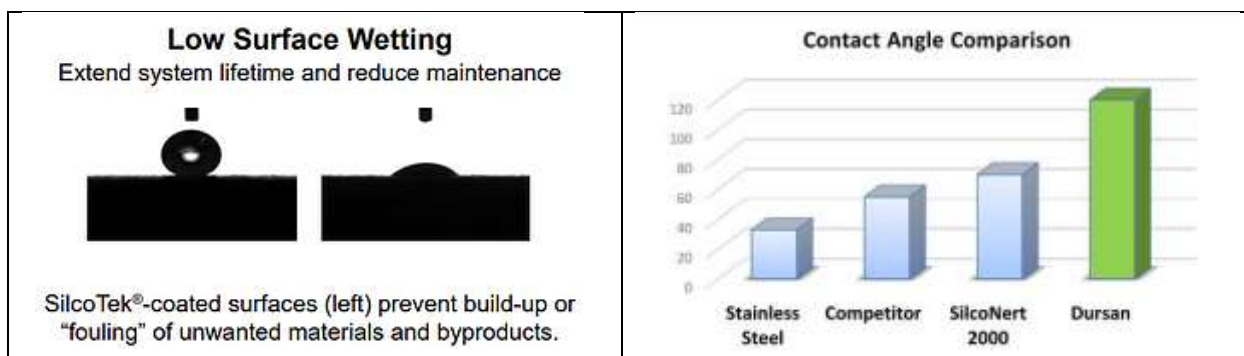 Low Surface Wetting
Extend system lifetime and reduce maintenance
SilcoTek®-coated surfaces (left) prevent build-up or
“fouling” of unwanted materials and byproducts.
Contact Angle Comparison
120
100
80
60
40
20
0
Stainless
Steel
Competitor
SilcoNert
2000
Dursan